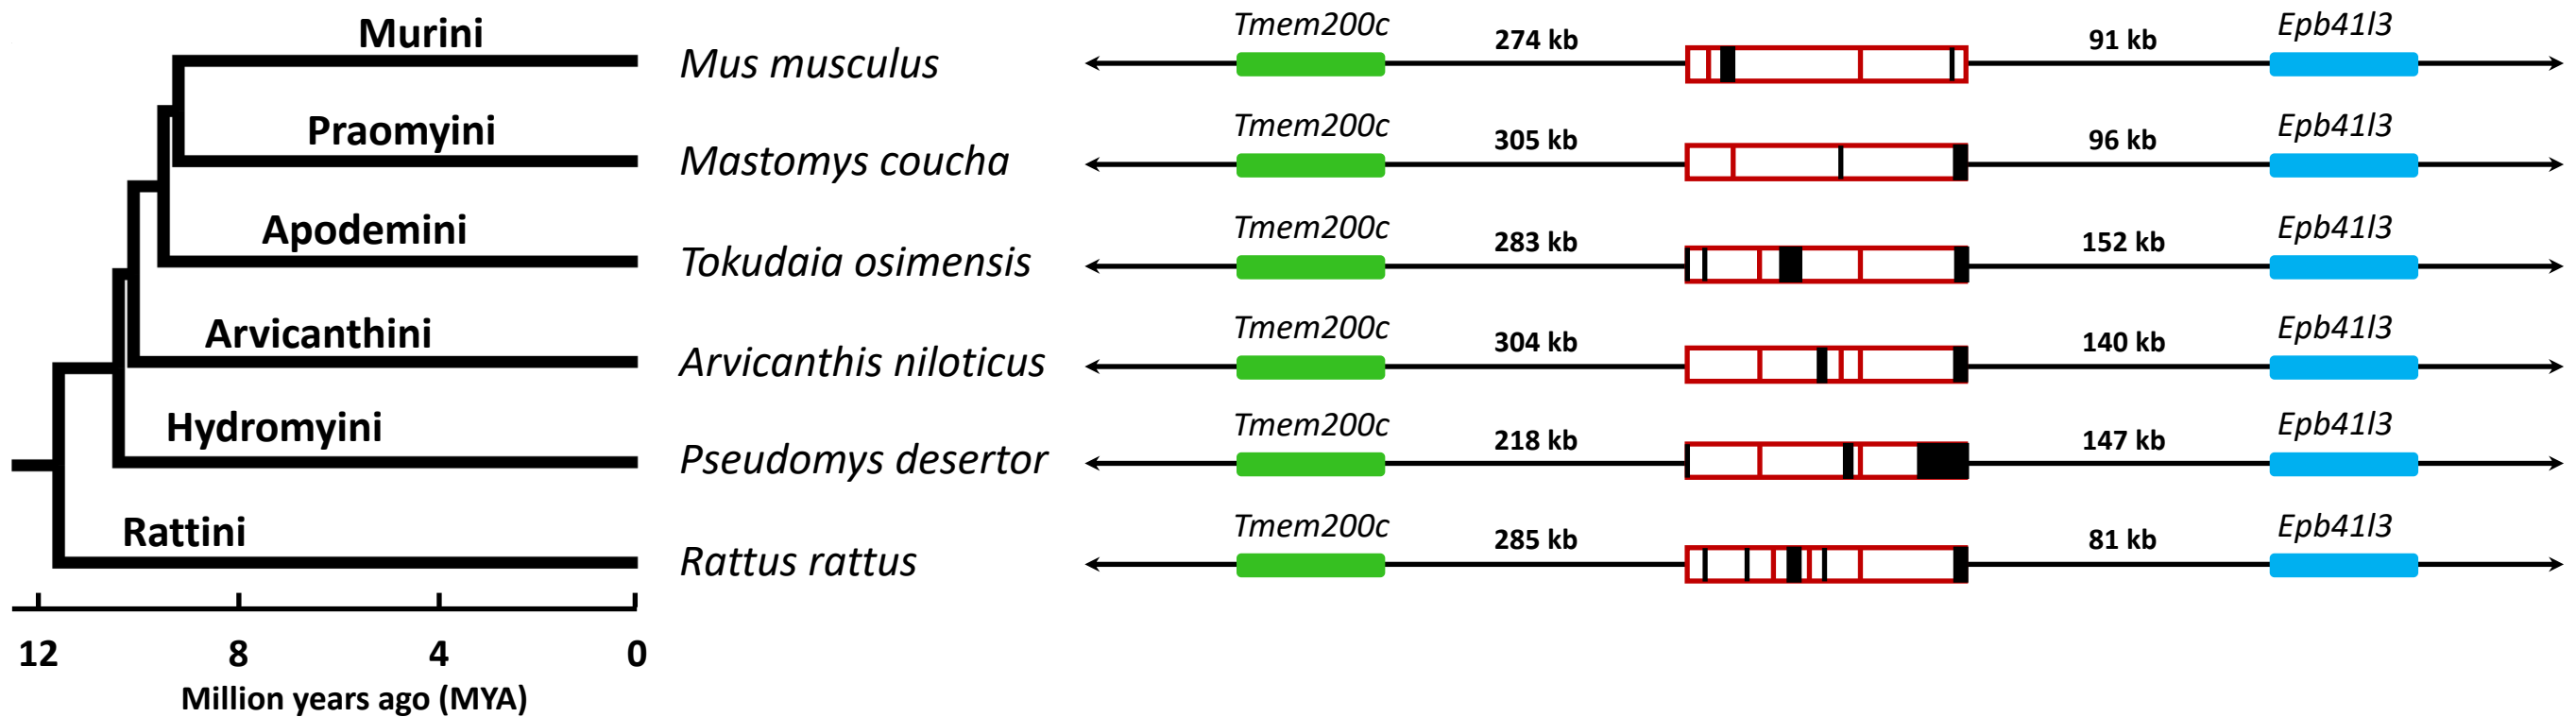 Murini
Mus musculus
Tmem200c
274 kb
91 kb
Epb41l3
Praomyini
Mastomys coucha
Tmem200c
305 kb
96 kb
Epb41l3
Apodemini
Tokudaia osimensis
Tmem200c
283 kb
152 kb
Epb41l3
Arvicanthini
Arvicanthis niloticus
Tmem200c
304 kb
140 kb
Epb41l3
Hydromyini
Pseudomys desertor
Tmem200c
218 kb
147 kb
Epb41l3
Rattini
Rattus rattus
Tmem200c
285 kb
81 kb
Epb41l3
12 8 4 0
Million years ago (MYA)